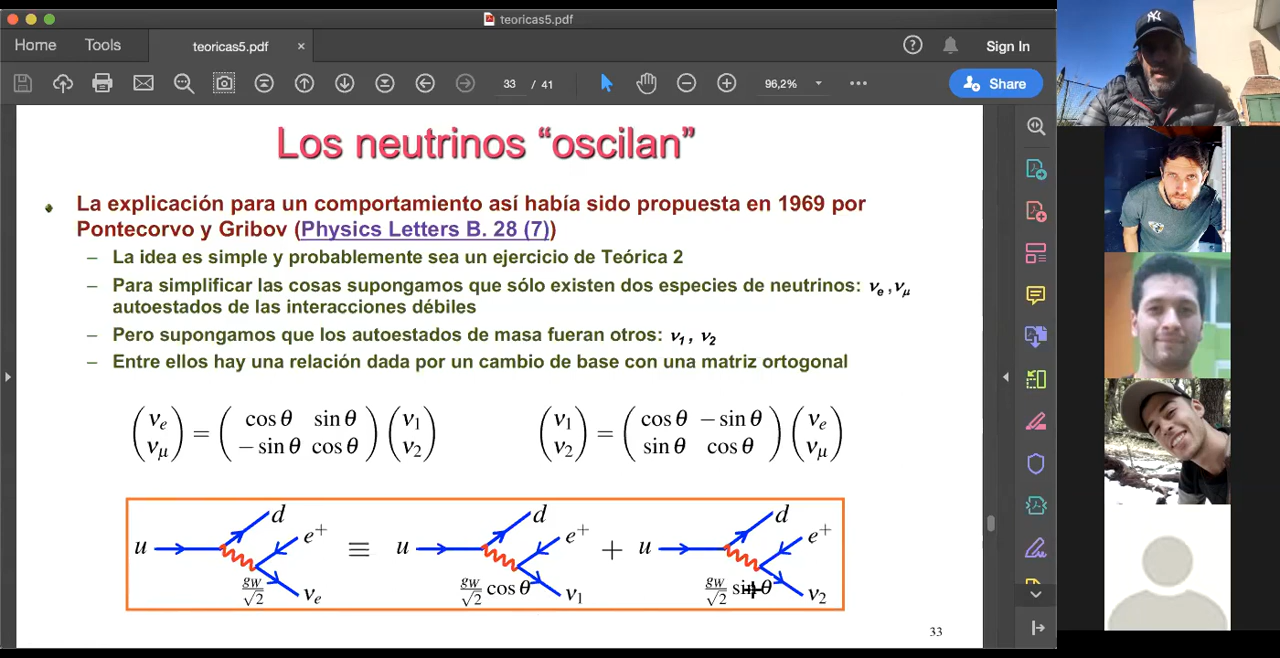 teoricas5.pdf
Home Tools teoricas5.pdf × ? Sign In
33 / 41 96,2% Share
Los neutrinos “oscilan”
La explicación para un comportamiento así había sido propuesta en 1969 por
Pontecorvo y Gribov (Physics Letters B. 28 (7))
– La idea es simple y probablemente sea un ejercicio de Teórica 2
– Para simplificar las cosas supongamos que sólo existen dos especies de neutrinos: νe , νμ
autoestados de las interacciones débiles
– Pero supongamos que los autoestados de masa fueran otros: ν1 , ν2
– Entre ellos hay una relación dada por un cambio de base con una matriz ortogonal
(νe νμ) = (cos θ sin θ − sin θ cos θ) (ν1 ν2) (ν1 ν2) = (cos θ − sin θ sin θ cos θ) (νe νμ)
d d d
u e+ ≡ u e+ + u e+
gW/√2 νe gW/√2 cos θ ν1 gW/√2 sin θ ν2
33